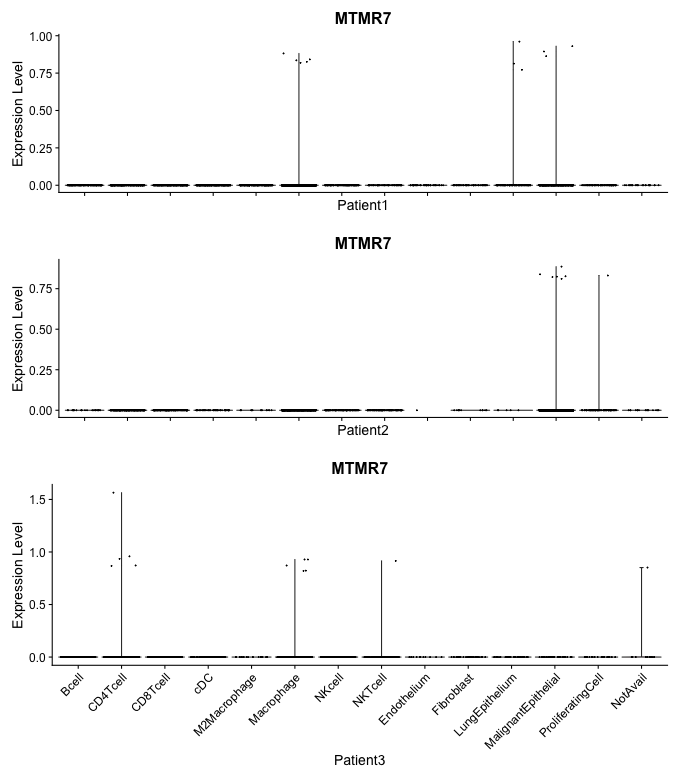 MTMR7
Expression Level
1.00
0.75
0.50
0.25
0.00
Patient1
MTMR7
Expression Level
0.75
0.50
0.25
0.00
Patient2
MTMR7
Expression Level
1.5
1.0
0.5
0.0
Bcell
CD4Tcell
CD8Tcell
cDC
M2Macrophage
Macrophage
NKcell
NKTcell
Endothelium
Fibroblast
LungEpithelium
MalignantEpithelial
ProliferatingCell
NotAvail
Patient3